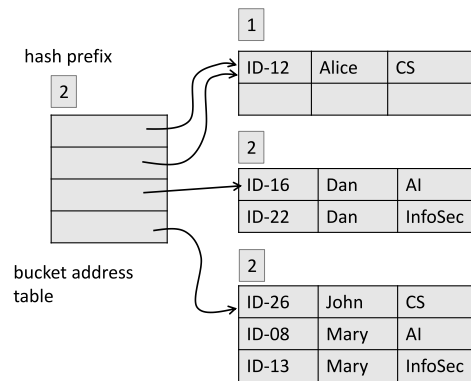 hash prefix
2
bucket address
table
1
ID-12 Alice CS
2
ID-16 Dan AI
ID-22 Dan InfoSec
2
ID-26 John CS
ID-08 Mary AI
ID-13 Mary InfoSec